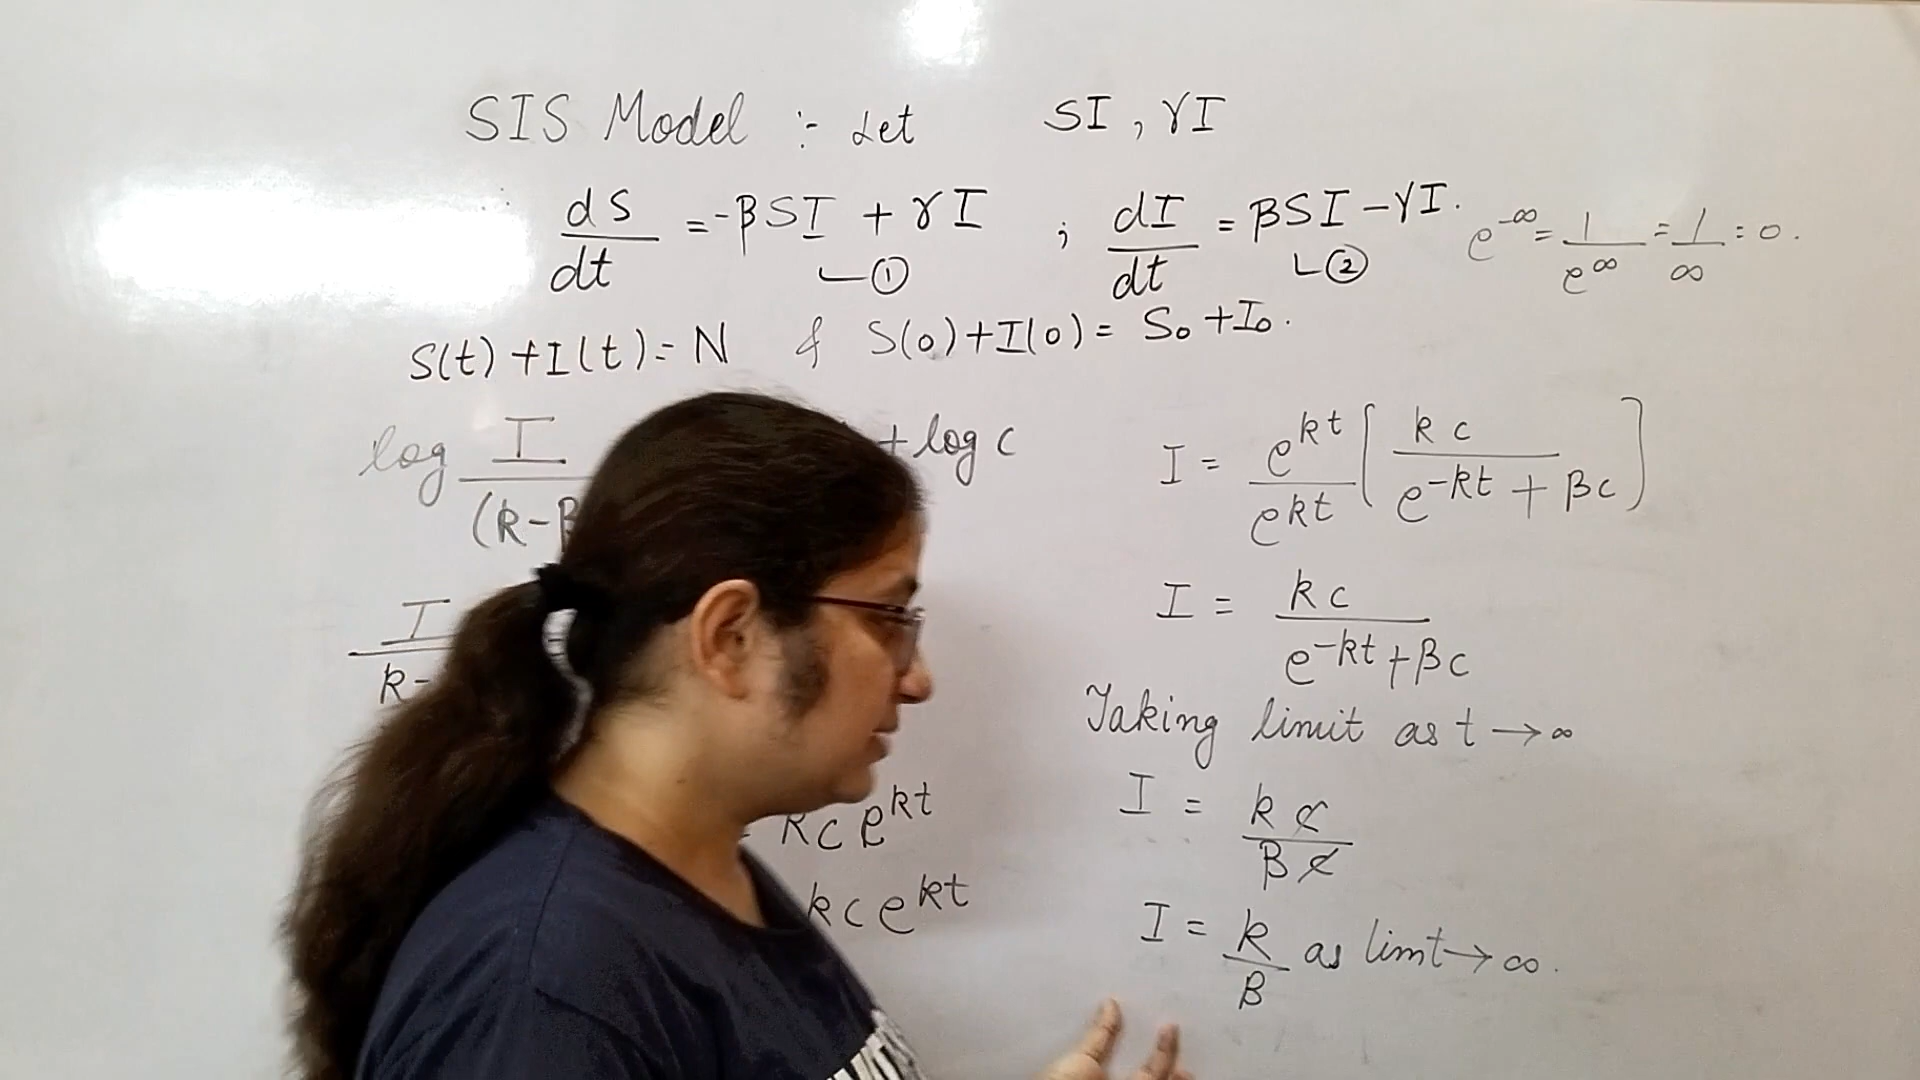 SIS Model :- Let SI, γI
dS/dt = -βSI + γI ; dI/dt = βSI - γI.
└ ① └ ②
e^-∞ = 1/e^∞ = 1/∞ = 0.
S(t) + I(t) = N & S(0) + I(0) = S₀ + I₀.
log I/(k-β + log c
I/k-
kce^kt
kce^kt
I = e^kt/e^kt [kc/e^-kt + βc]
I = kc/e^-kt + βc
Taking limit as t → ∞
I = kc/βc
I = k/β as limt → ∞.